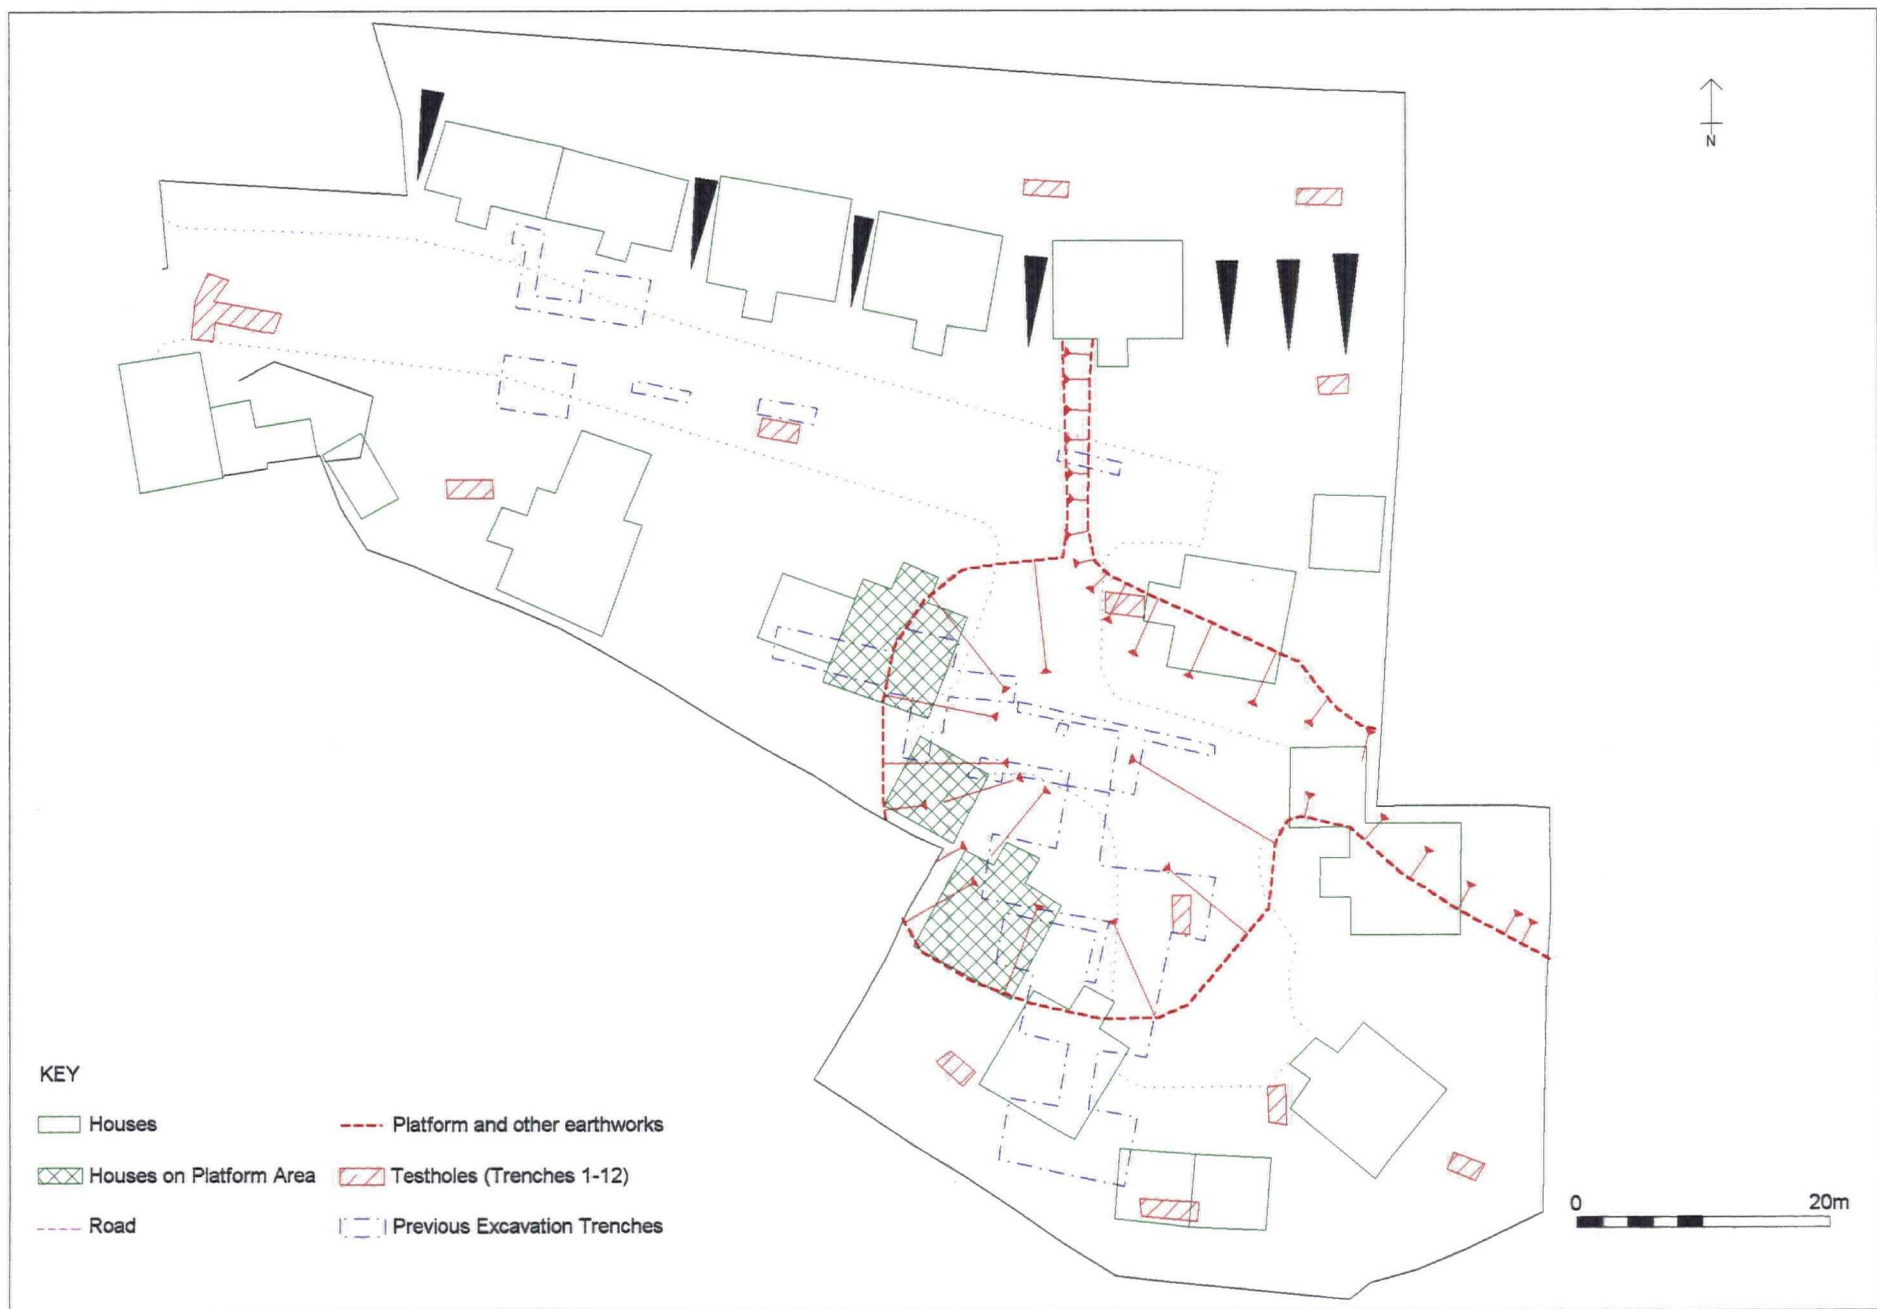 N
KEY
Houses
Platform and other earthworks
Houses on Platform Area
Testholes (Trenches 1-12)
Road
Previous Excavation Trenches
0 20m